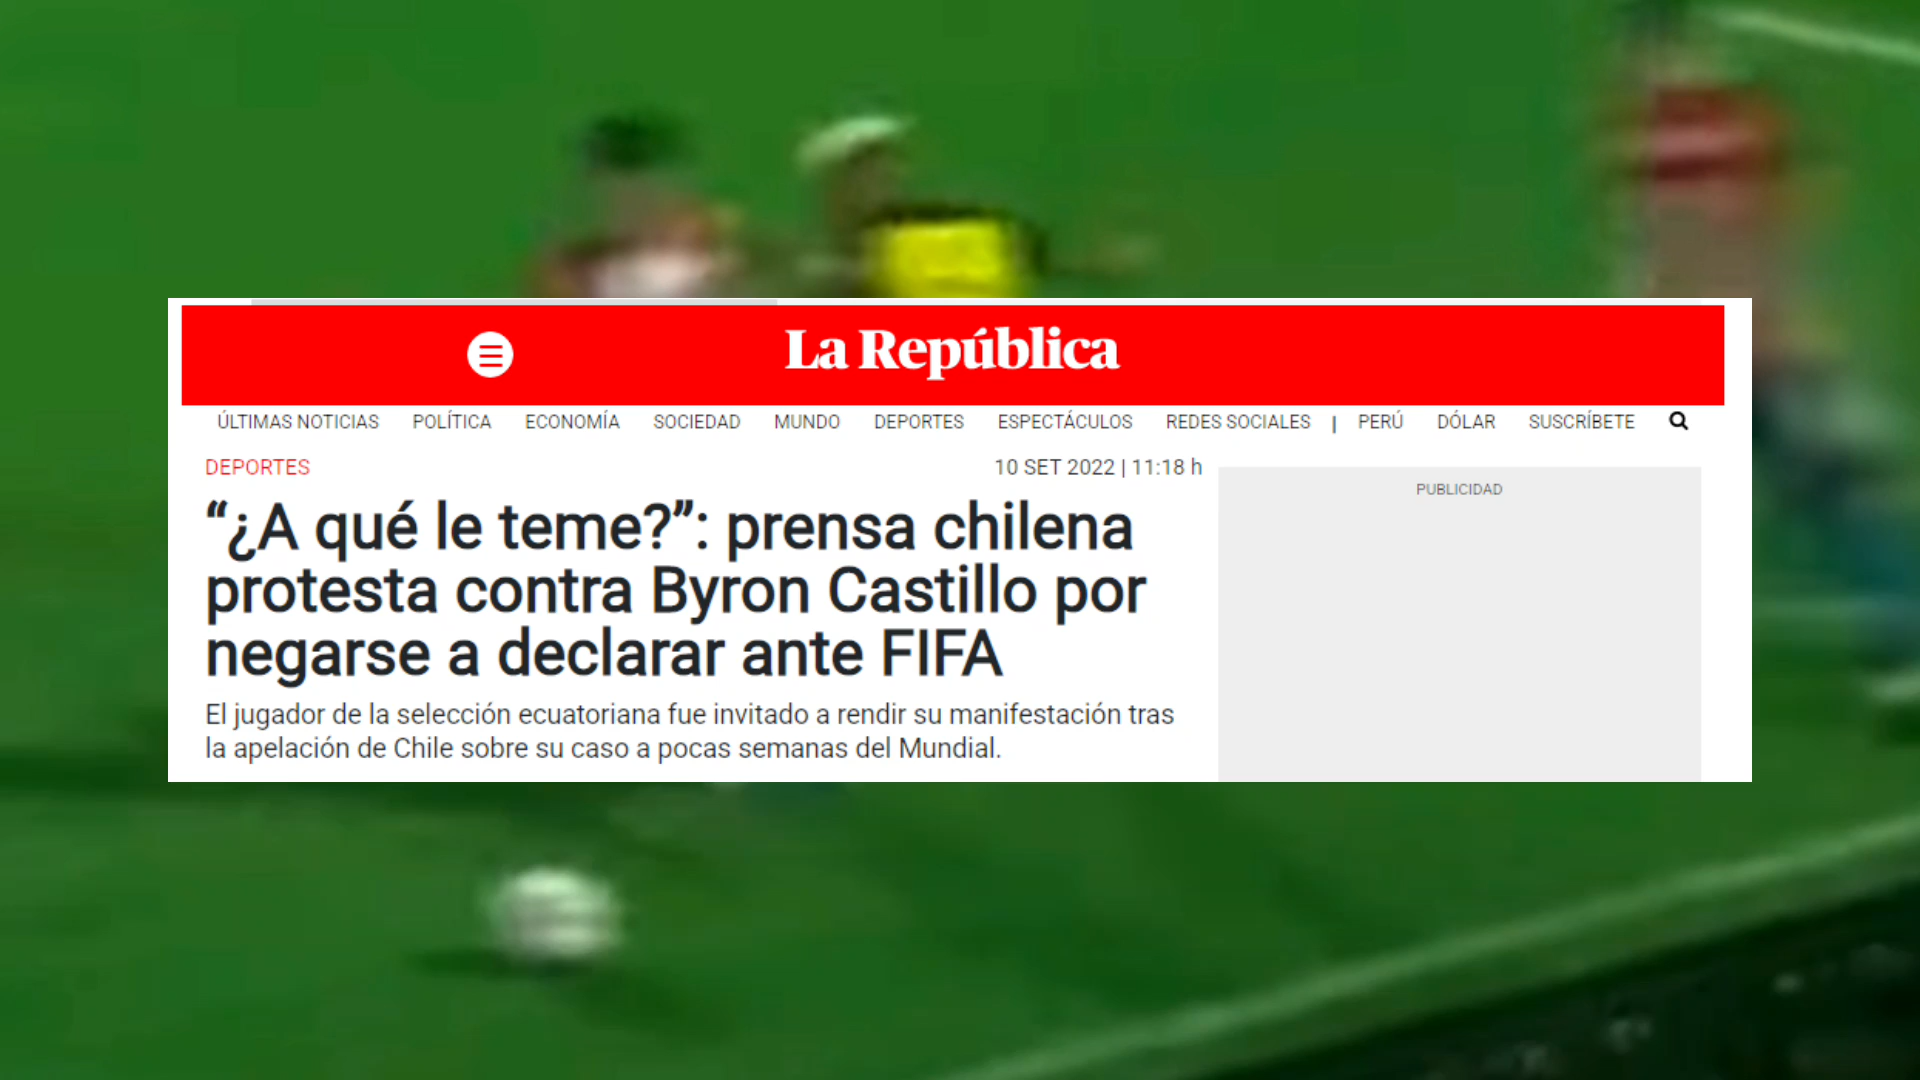 La República
ÚLTIMAS NOTICIAS POLÍTICA ECONOMÍA SOCIEDAD MUNDO DEPORTES ESPECTÁCULOS REDES SOCIALES | PERÚ DÓLAR SUSCRÍBETE
DEPORTES 10 SET 2022 | 11:18 h
PUBLICIDAD
“¿A qué le teme?”: prensa chilena
protesta contra Byron Castillo por
negarse a declarar ante FIFA
El jugador de la selección ecuatoriana fue invitado a rendir su manifestación tras
la apelación de Chile sobre su caso a pocas semanas del Mundial.